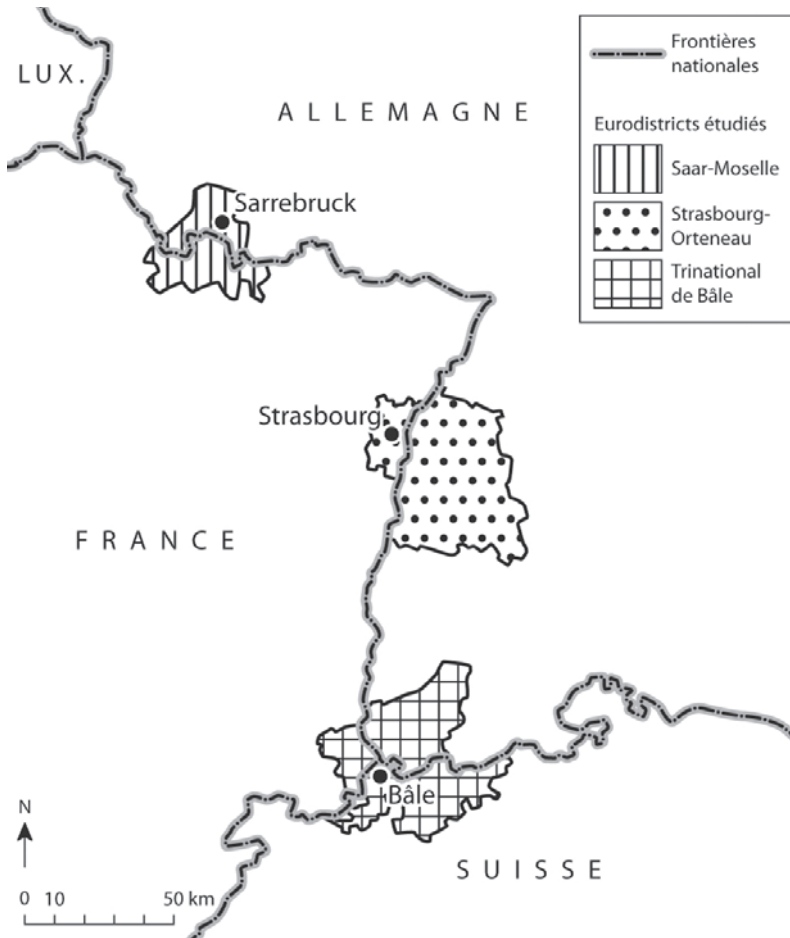 LUX.
ALLEMAGNE
Frontières
nationales
Eurodistricts étudiés
Saar-Moselle
Strasbourg-
Orteneau
Trinational
de Bâle
Sarrebruck
Strasbourg
FRANCE
Bâle
SUISSE
N
0 10 50 km